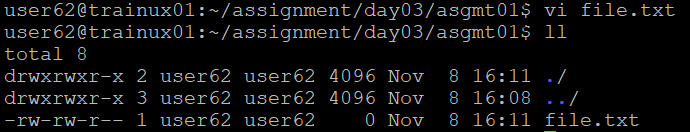 user62@trainux01:~/assignment/day03/asgmt01$ vi file.txt
user62@trainux01:~/assignment/day03/asgmt01$ ll
total 8
drwxrwxr-x 2 user62 user62 4096 Nov  8 16:11 ./
drwxrwxr-x 3 user62 user62 4096 Nov  8 16:08 ../
-rw-rw-r-- 1 user62 user62    0 Nov  8 16:11 file.txt